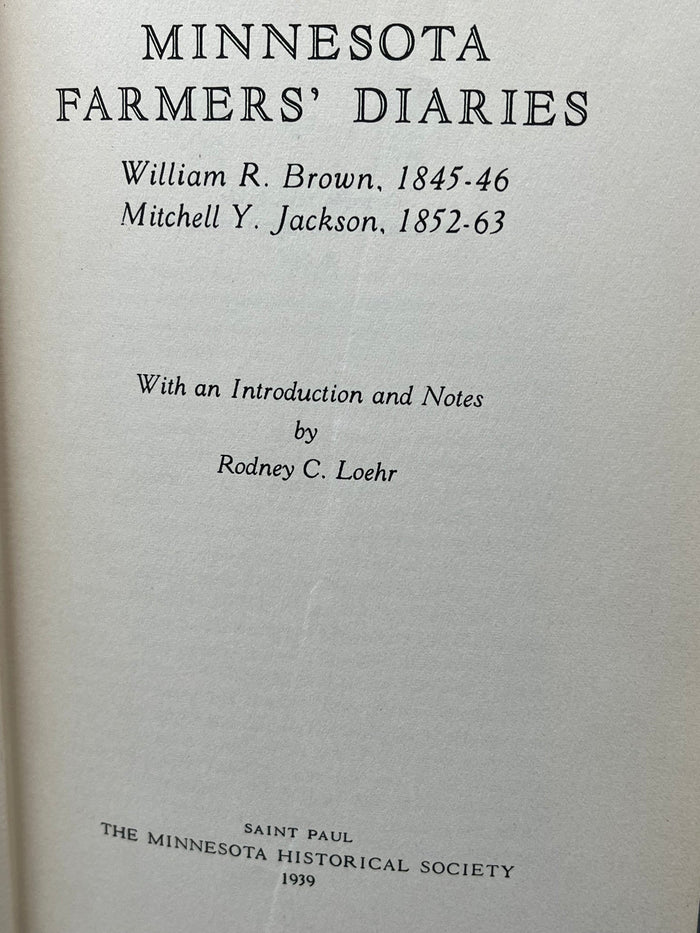 MINNESOTA
FARMERS' DIARIES
William R. Brown, 1845-46
Mitchell Y. Jackson, 1852-63
With an Introduction and Notes
by
Rodney C. Loehr
SAINT PAUL
THE MINNESOTA HISTORICAL SOCIETY
1939